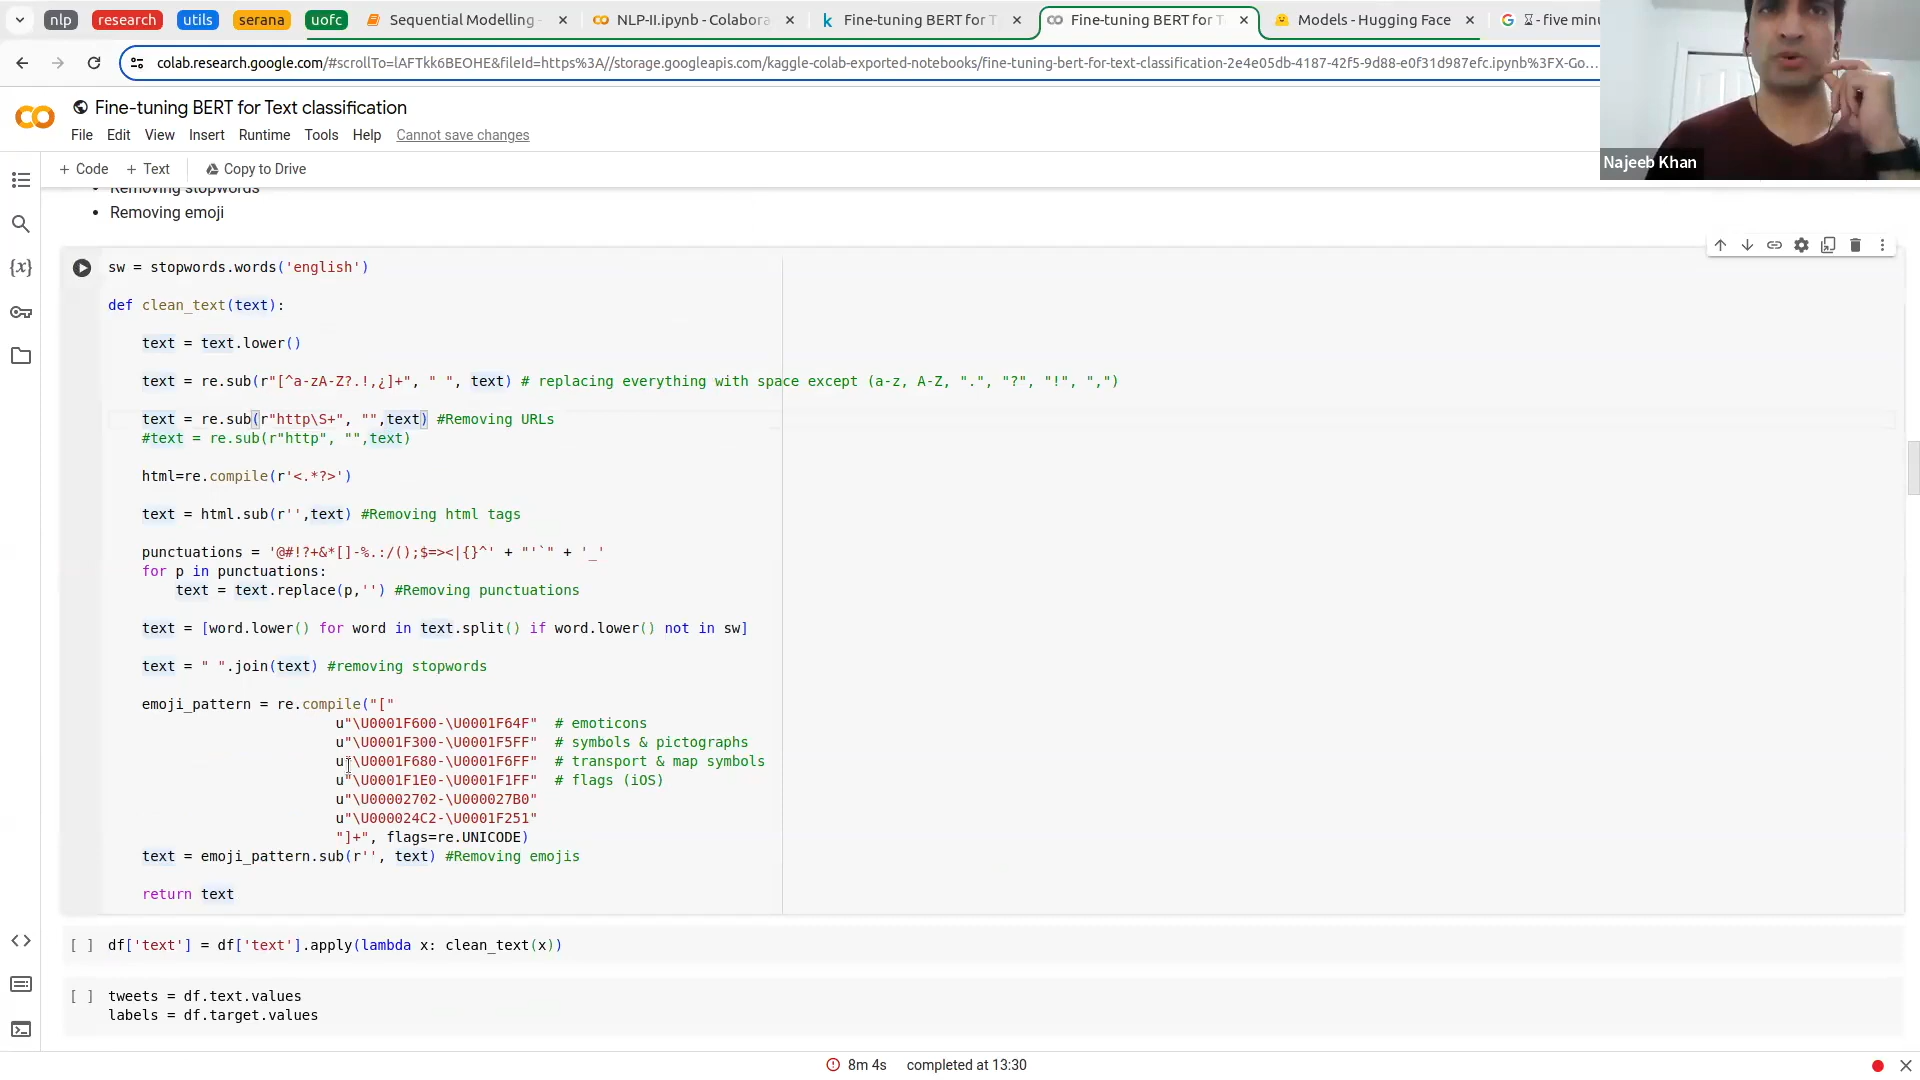 nlp research utils serana uofc Sequential Modelling - NLP-II.ipynb - Colabora Fine-tuning BERT for T Fine-tuning BERT for T Models - Hugging Face - five minu
colab.research.google.com/#scrollTo=lAFTkk6BEOHE&fileId=https%3A//storage.googleapis.com/kaggle-colab-exported-notebooks/fine-tuning-bert-for-text-classification-2e4e05db-4187-42f5-9d88-e0f31d987efc.ipynb%3FX-Go...
Fine-tuning BERT for Text classification
File Edit View Insert Runtime Tools Help Cannot save changes
Najeeb Khan
+ Code + Text Copy to Drive
• Removing stopwords
• Removing emoji
sw = stopwords.words('english')
def clean_text(text):
text = text.lower()
text = re.sub(r"[^a-zA-Z?.!,¿]+", " ", text) # replacing everything with space except (a-z, A-Z, ".", "?", "!", ",")
text = re.sub(r"http\S+", "",text) #Removing URLs
#text = re.sub(r"http", "",text)
html=re.compile(r'<.*?>')
text = html.sub(r'',text) #Removing html tags
punctuations = '@#!?+&*[]-%.:/();$=><|{}^' + "'`" + '_'
for p in punctuations:
text = text.replace(p,'') #Removing punctuations
text = [word.lower() for word in text.split() if word.lower() not in sw]
text = " ".join(text) #removing stopwords
emoji_pattern = re.compile("["
u"\U0001F600-\U0001F64F" # emoticons
u"\U0001F300-\U0001F5FF" # symbols & pictographs
u"\U0001F680-\U0001F6FF" # transport & map symbols
u"\U0001F1E0-\U0001F1FF" # flags (iOS)
u"\U00002702-\U000027B0"
u"\U000024C2-\U0001F251"
"]+", flags=re.UNICODE)
text = emoji_pattern.sub(r'', text) #Removing emojis
return text
[ ] df['text'] = df['text'].apply(lambda x: clean_text(x))
[ ] tweets = df.text.values
labels = df.target.values
8m 4s completed at 13:30